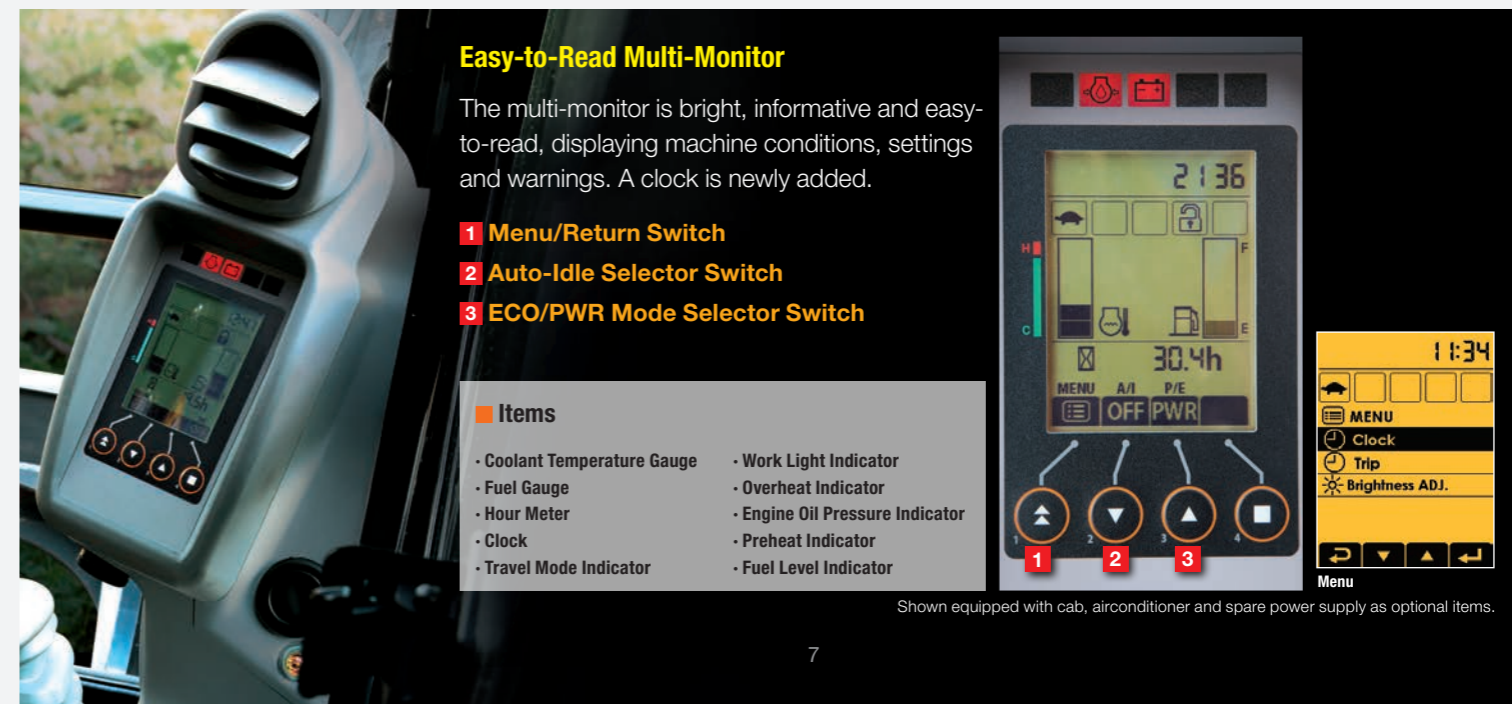 Easy-to-Read Multi-Monitor
The multi-monitor is bright, informative and easy-
to-read, displaying machine conditions, settings
and warnings. A clock is newly added.
1 Menu/Return Switch
2 Auto-Idle Selector Switch
3 ECO/PWR Mode Selector Switch
Items
· Coolant Temperature Gauge
· Fuel Gauge
· Hour Meter
· Clock
· Travel Mode Indicator
· Work Light Indicator
· Overheat Indicator
· Engine Oil Pressure Indicator
· Preheat Indicator
· Fuel Level Indicator
21 36
H
F
C
E
30.4h
MENU A/I P/E
OFF PWR
1 2 3 4
1 2 3
11:34
MENU
Clock
Trip
Brightness ADJ.
Menu
Shown equipped with cab, airconditioner and spare power supply as optional items.
7